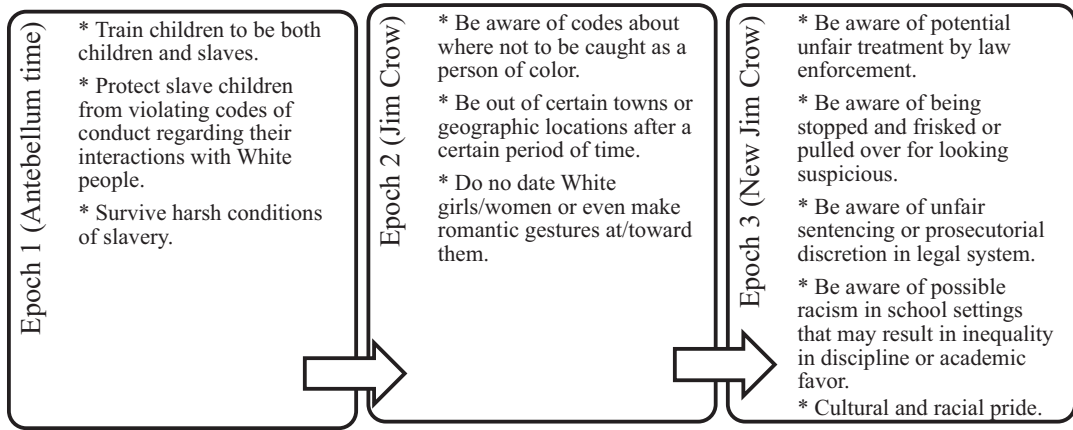 Epoch 1 (Antebellum time)
* Train children to be both
children and slaves.
* Protect slave children
from violating codes of
conduct regarding their
interactions with White
people.
* Survive harsh conditions
of slavery.
Epoch 2 (Jim Crow)
* Be aware of codes about
where not to be caught as a
person of color.
* Be out of certain towns or
geographic locations after a
certain period of time.
* Do no date White
girls/women or even make
romantic gestures at/toward
them.
Epoch 3 (New Jim Crow)
* Be aware of potential
unfair treatment by law
enforcement.
* Be aware of being
stopped and frisked or
pulled over for looking
suspicious.
* Be aware of unfair
sentencing or prosecutorial
discretion in legal system.
* Be aware of possible
racism in school settings
that may result in inequality
in discipline or academic
favor.
* Cultural and racial pride.